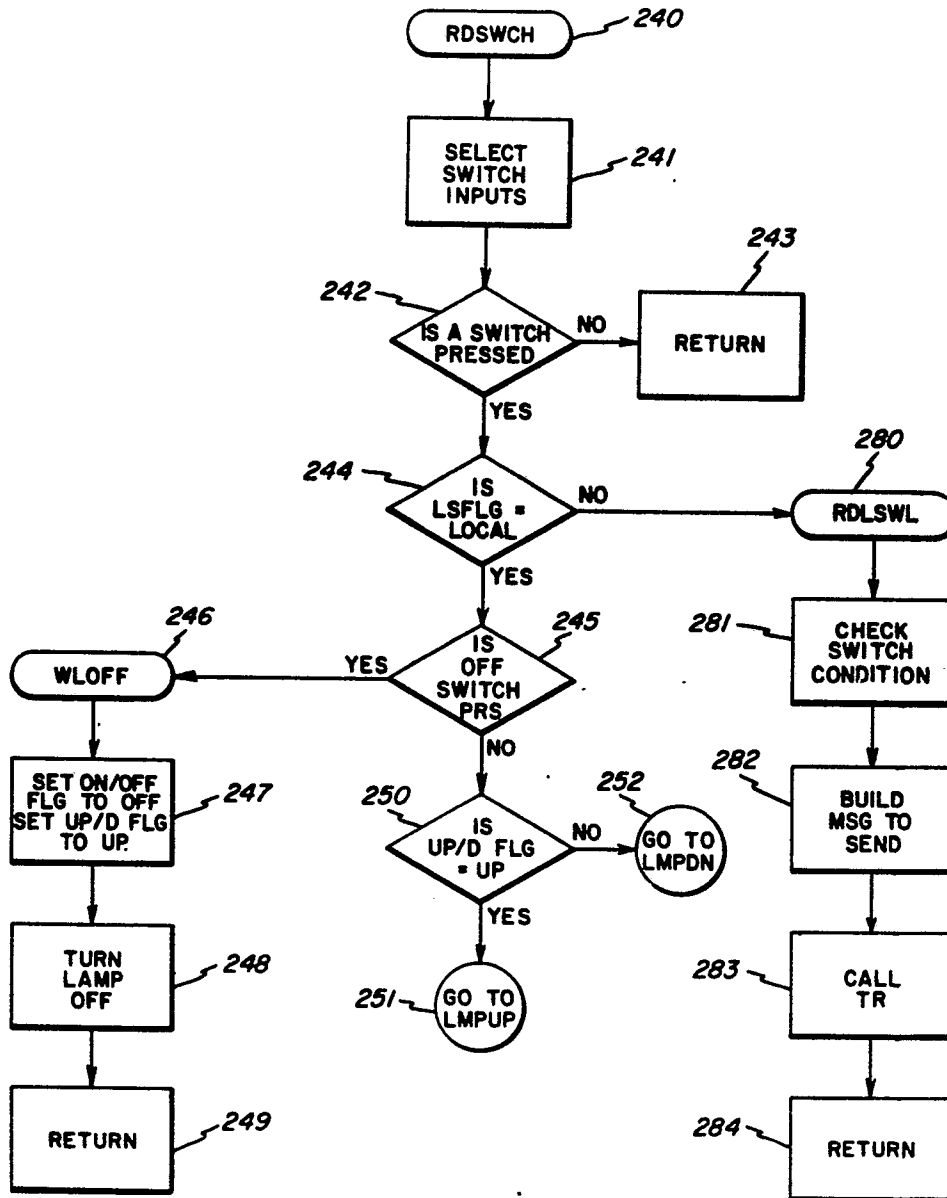 RDSWCH
240
SELECT
SWITCH
INPUTS
241
242
IS A SWITCH
PRESSED
NO
YES
243
RETURN
244
IS
LSFLG =
LOCAL
NO
YES
280
RDLSWL
245
IS
OFF
SWITCH
PRS
YES
NO
246
WLOFF
281
CHECK
SWITCH
CONDITION
SET ON/OFF
FLG TO OFF
SET UP/D FLG
TO UP.
247
250
IS
UP/D FLG
= UP
NO
YES
252
GO TO
LMPDN
282
BUILD
MSG TO
SEND
TURN
LAMP
OFF
248
251
GO TO
LMPUP
283
CALL
TR
RETURN
249
284
RETURN